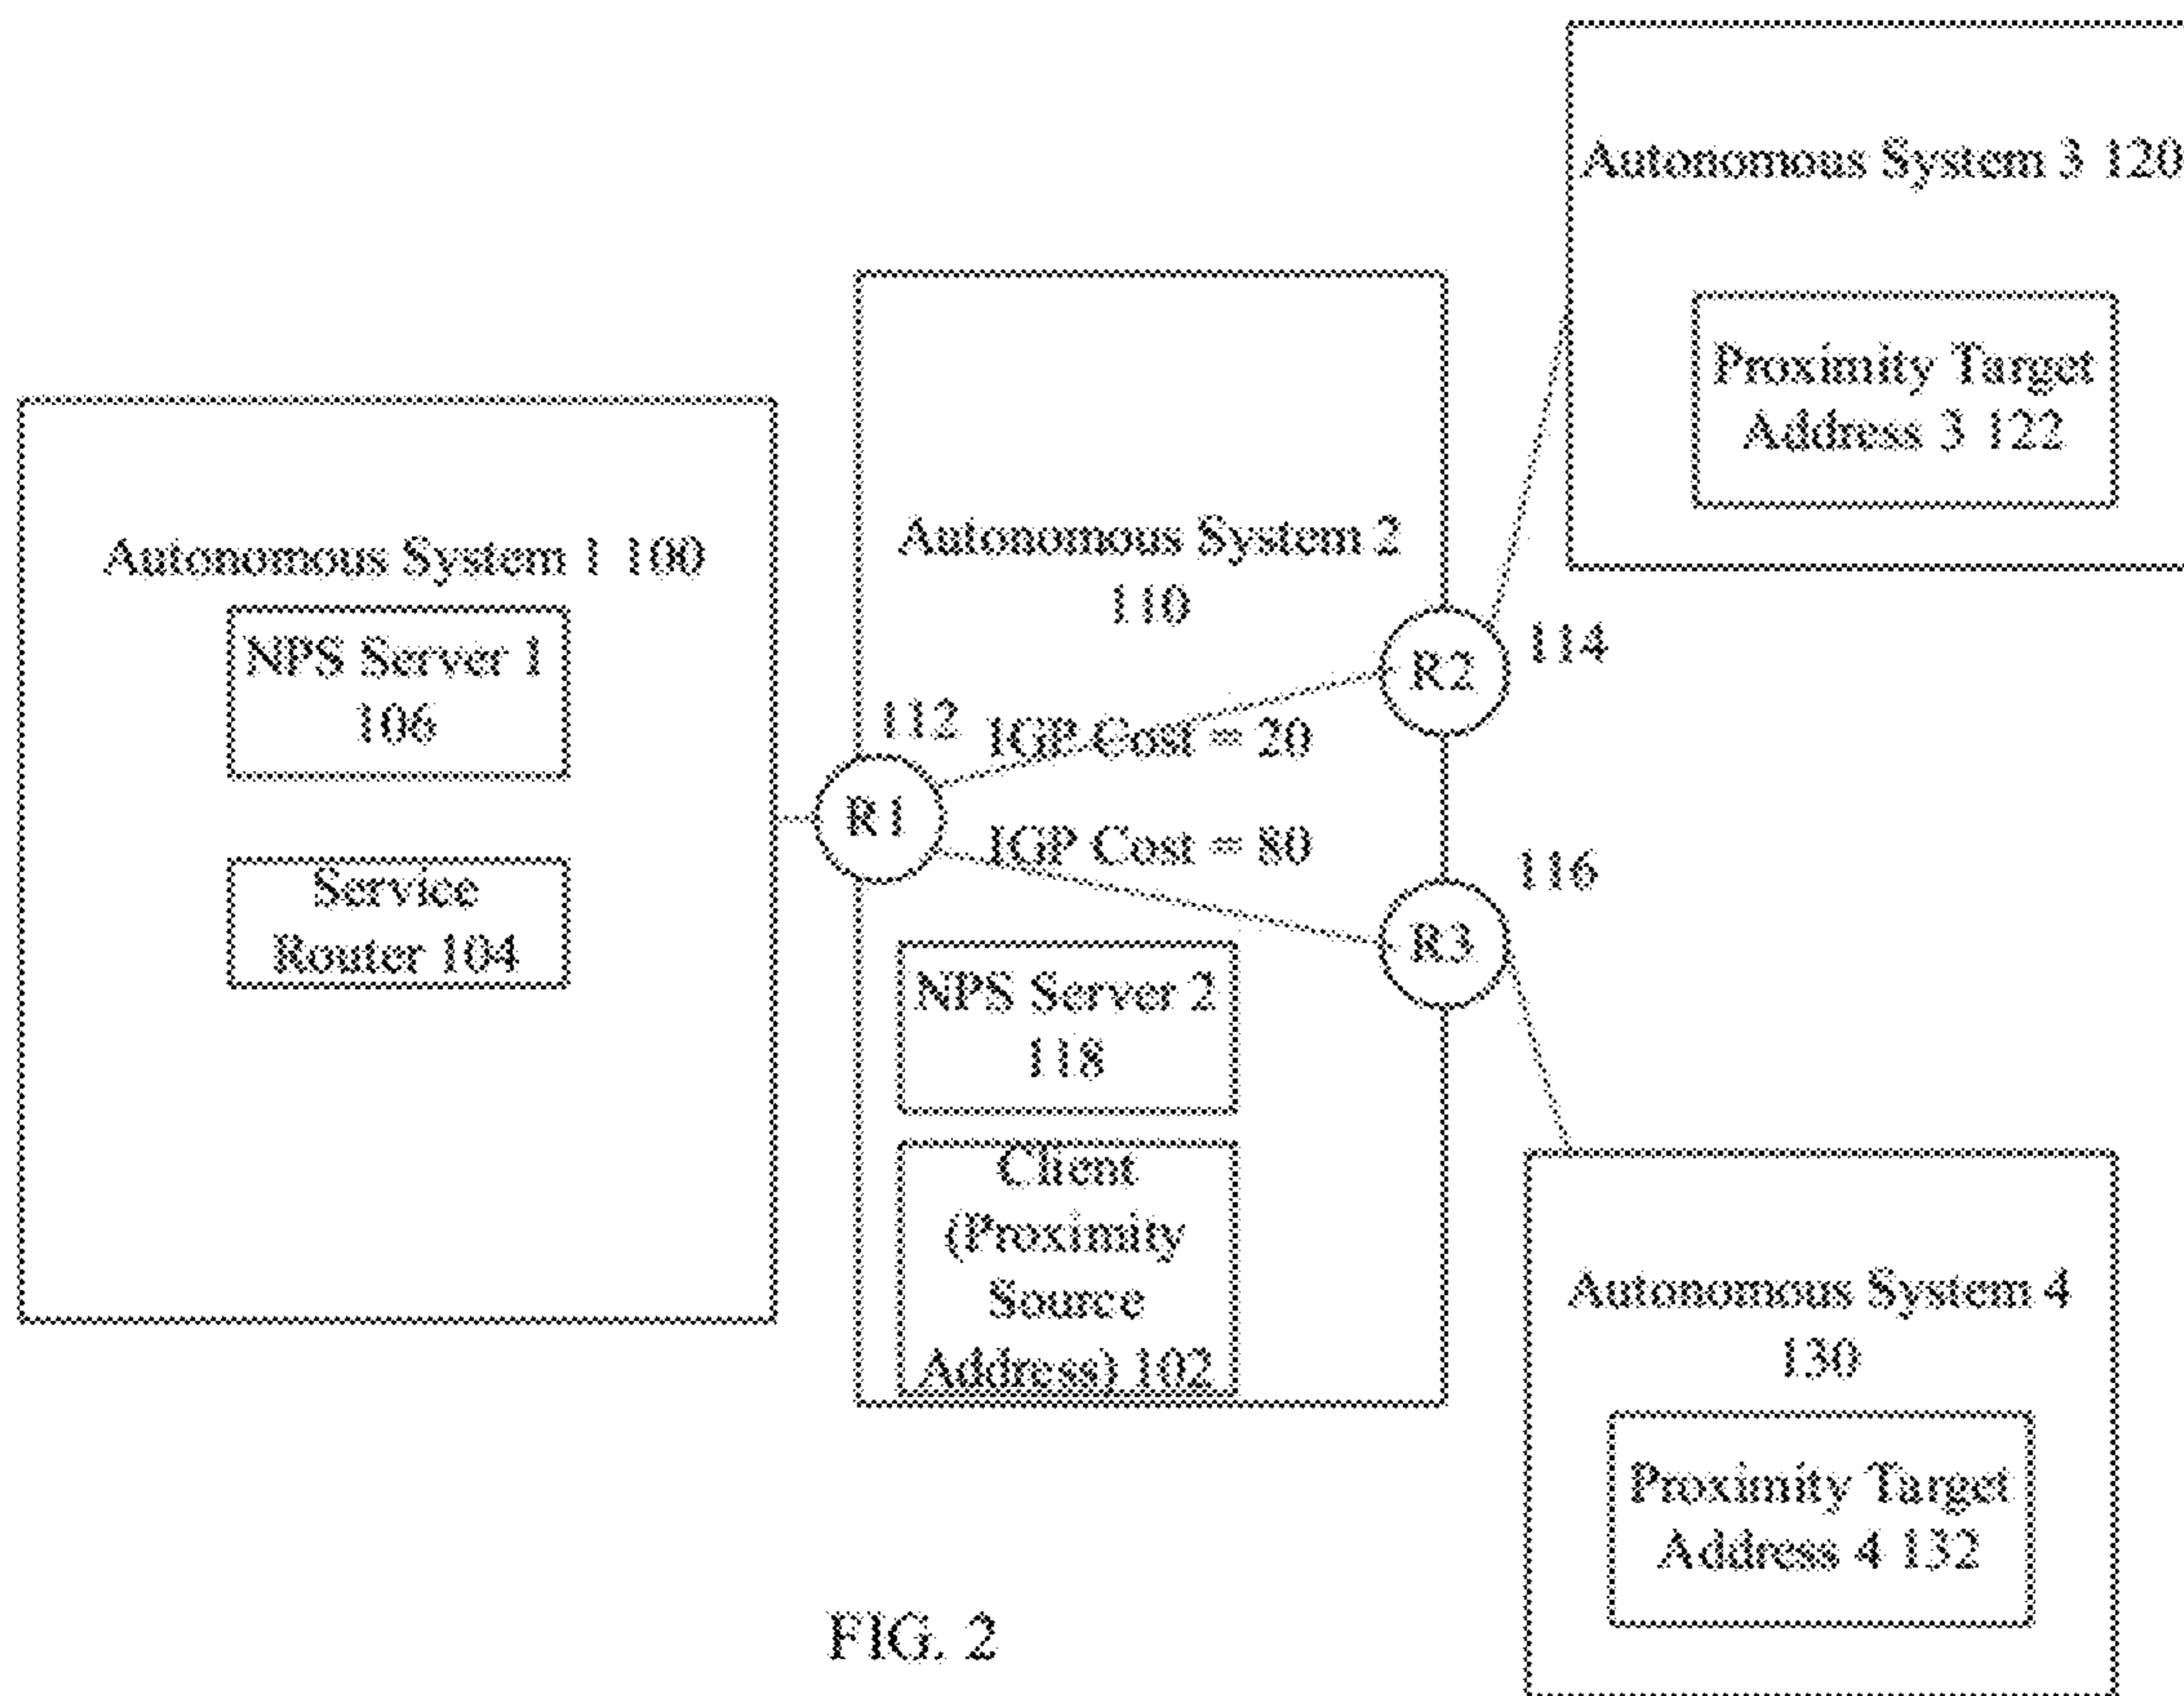 Autonomous System 1 100
NPS Server 1
106
Service
Router 104
Autonomous System 2
110
112
R1
IGP Cost = 20
IGP Cost = 80
R2
114
R3
116
NPS Server 2
118
Client
(Proximity
Source
Address) 102
Autonomous System 3 120
Proximity Target
Address 3 122
Autonomous System 4
130
Proximity Target
Address 4 132
FIG. 2